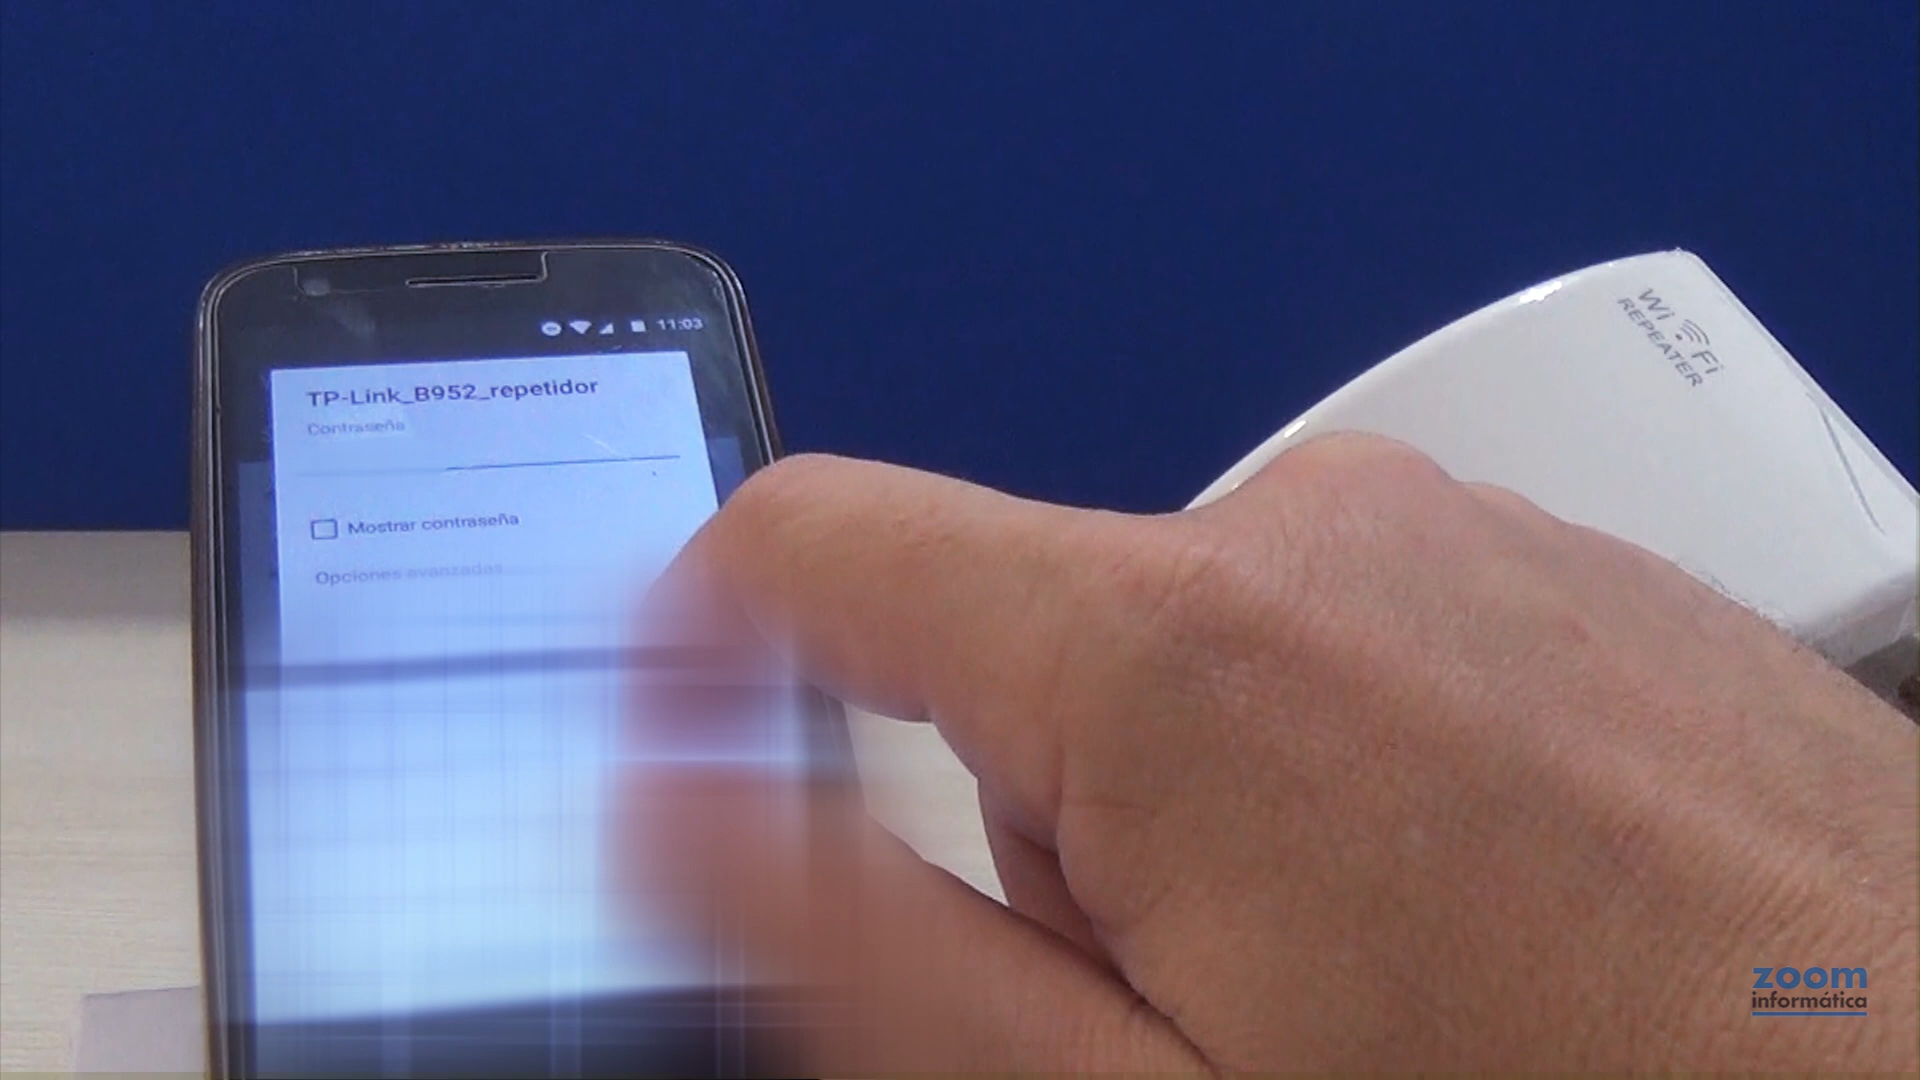 11:03
TP-Link_B952_repetidor
Contraseña
Mostrar contraseña
Opciones avanzadas
Wi Fi
REPEATER
zoom
informática